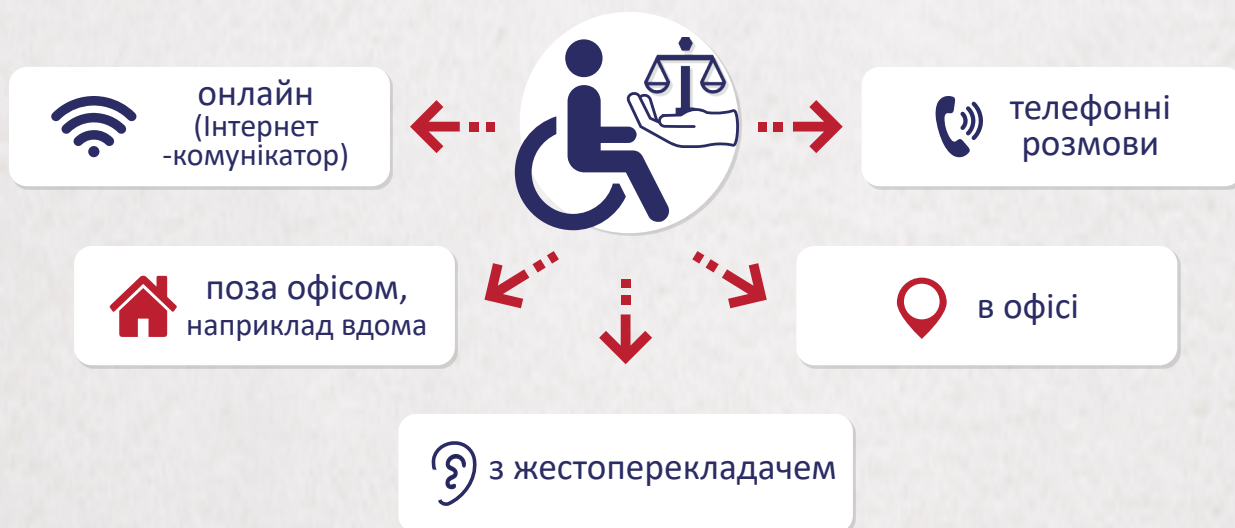 онлайн
(Інтернет
-комунікатор)
телефонні
розмови
поза офісом,
наприклад вдома
в офісі
з жестоперекладачем